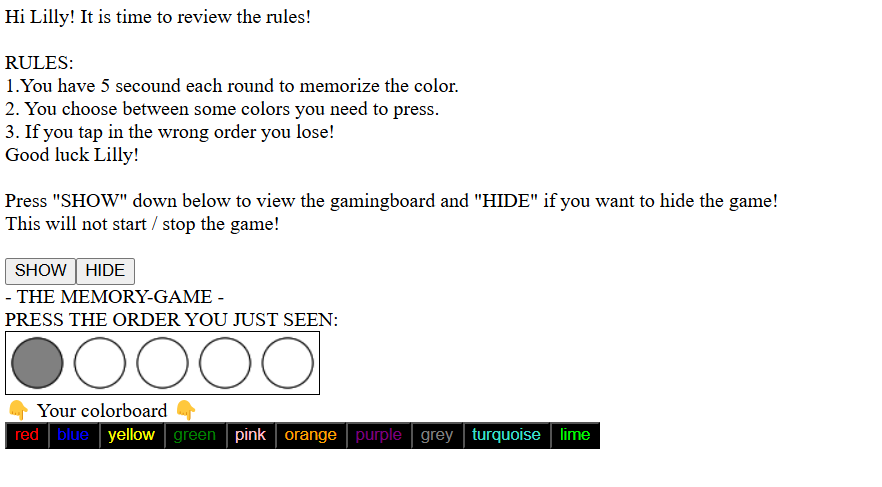 Hi Lilly! It is time to review the rules!
RULES:
1.You have 5 secound each round to memorize the color.
2. You choose between some colors you need to press.
3. If you tap in the wrong order you lose!
Good luck Lilly!
Press "SHOW" down below to view the gamingboard and "HIDE" if you want to hide the game!
This will not start / stop the game!
SHOW HIDE
- THE MEMORY-GAME -
PRESS THE ORDER YOU JUST SEEN:
👇 Your colorboard 👇
red blue yellow green pink orange purple grey turquoise lime